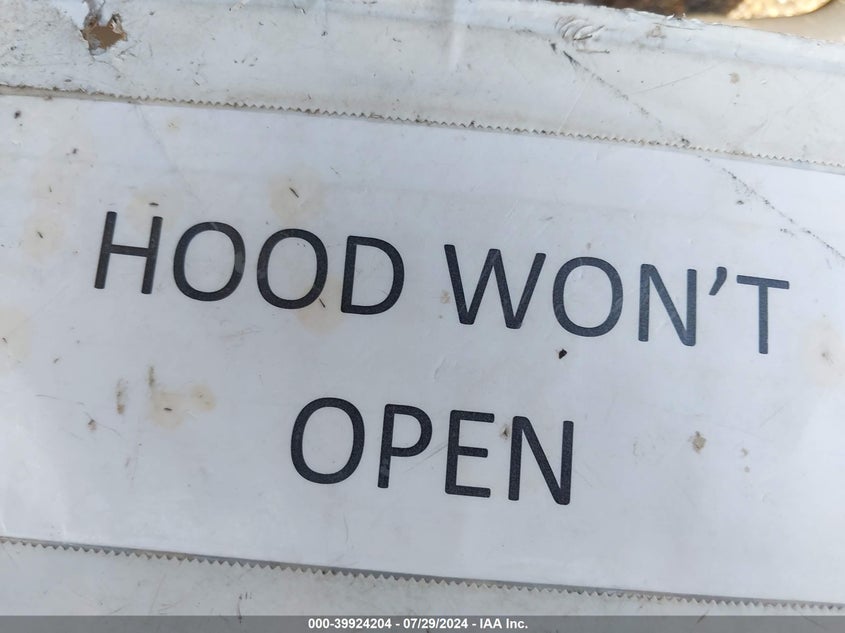 HOOD WON’T
OPEN
000-39924204 - 07/29/2024 - IAA Inc.